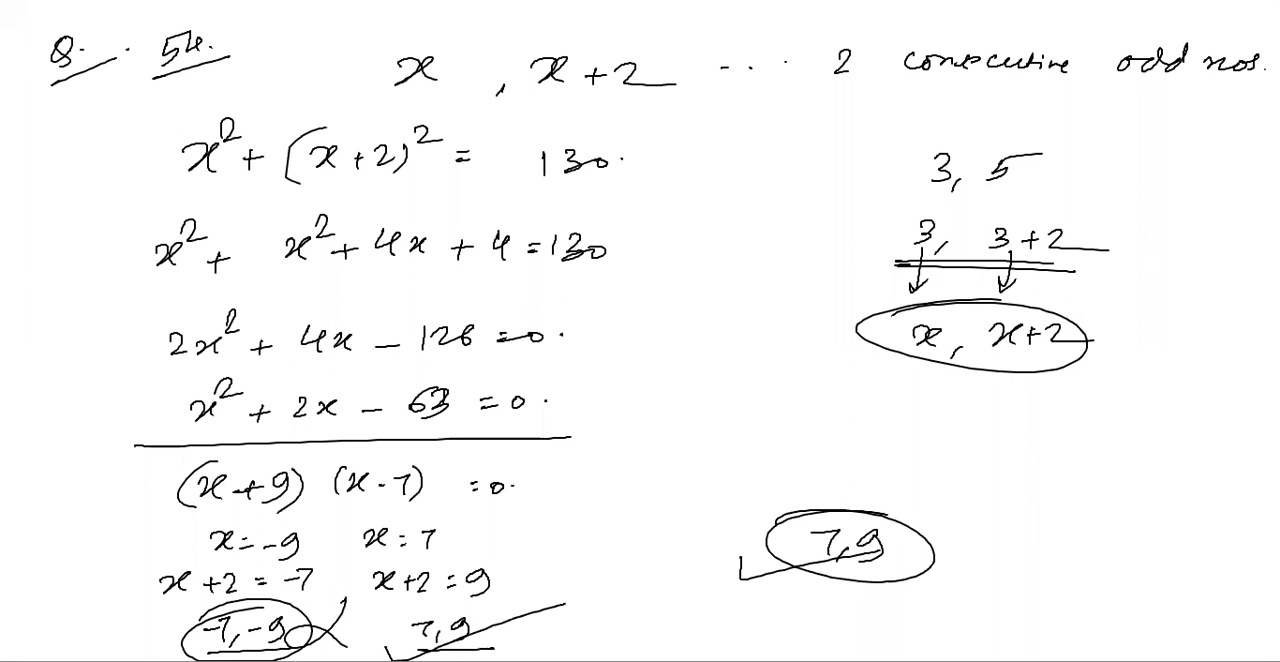 Q. . 54.
x , x+2 -... 2 consecutive odd nos.
x² + (x+2)² = 130.
x² + x² + 4x + 4 = 130
2x² + 4x - 126 = 0.
x² + 2x - 63 = 0.
(x+9) (x-7) = 0.
x = -9 x = 7
x+2 = -7 x+2 = 9
-7, -9 7, 9
3, 5
3, 3+2
x, x+2
7, 9